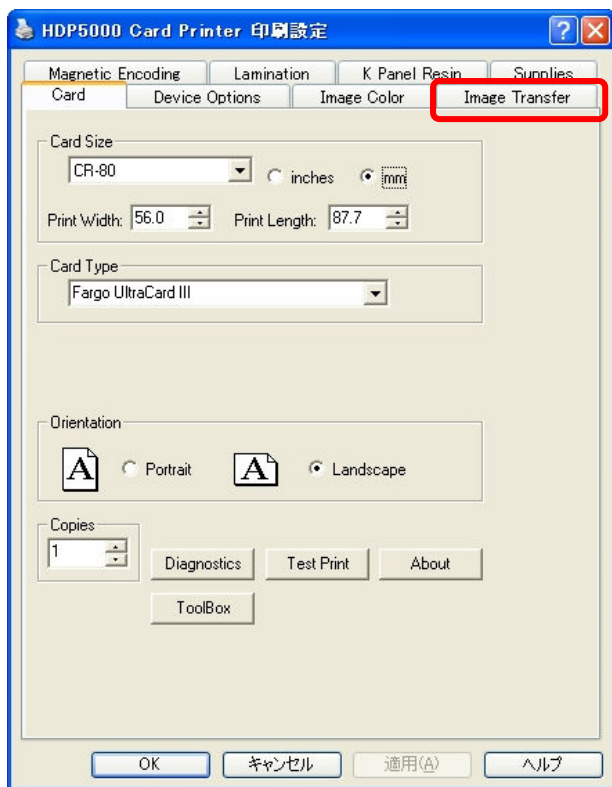 HDP5000 Card Printer 印刷設定
Magnetic Encoding Lamination K Panel Resin Supplies
Card Device Options Image Color Image Transfer
Card Size
CR-80 inches mm
Print Width: 56.0 Print Length: 87.7
Card Type
Fargo UltraCard III
Orientation
A Portrait A Landscape
Copies
1 Diagnostics Test Print About
ToolBox
OK キャンセル 適用(A) ヘルプ